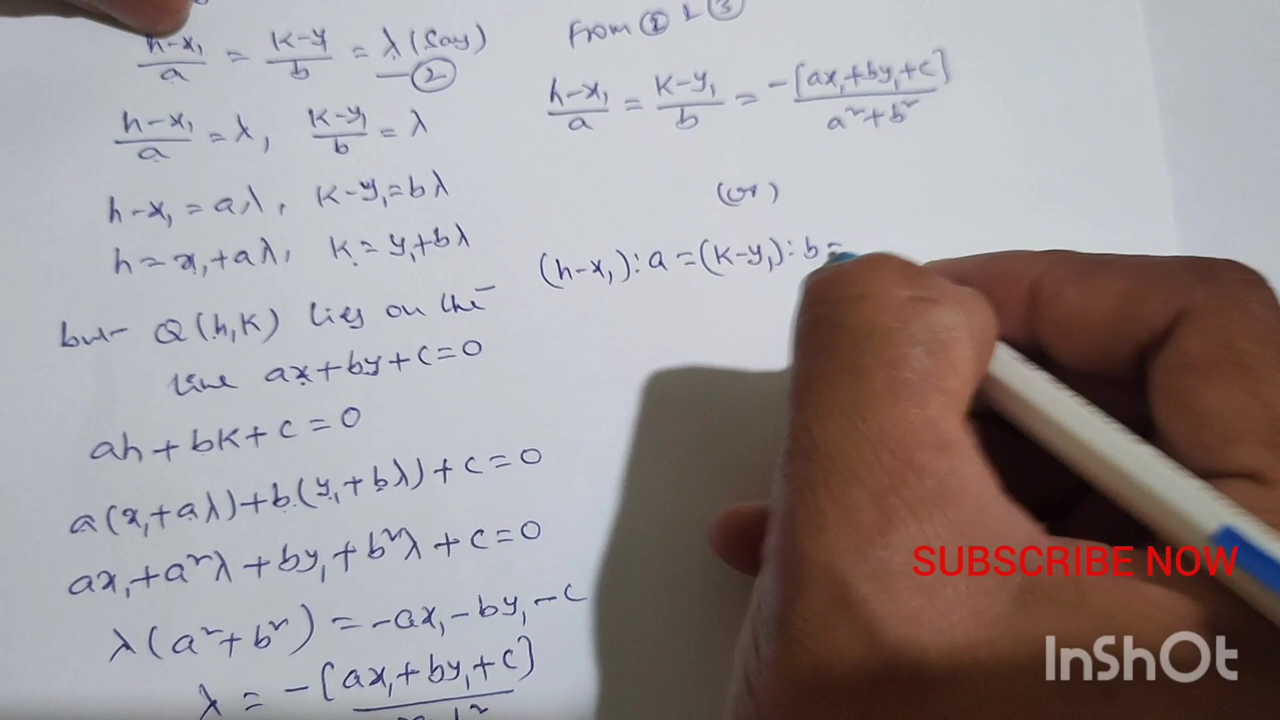 (h-x₁)/a = (k-y)/b = λ (Say) —②
(h-x₁)/a = λ, (k-y₁)/b = λ
h-x₁ = aλ, k-y₁ = bλ
h = x₁+aλ, k = y₁+bλ
but Q(h,k) lies on the
line ax+by+c=0
ah+bk+c=0
a(x₁+aλ)+b(y₁+bλ)+c=0
ax₁+a²λ+by₁+b²λ+c=0
λ(a²+b²) = -ax₁-by₁-c
λ = -[ax₁+by₁+c]
From ② & ③
(h-x₁)/a = (k-y₁)/b = -[ax₁+by₁+c]/(a²+b²)
(or)
(h-x₁):a = (k-y₁):b =
SUBSCRIBE NOW
InShOt